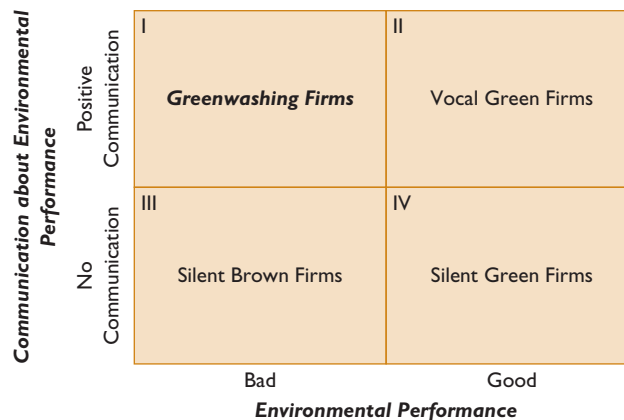 Communication about Environmental
Performance
Positive
Communication
No
Communication
I
Greenwashing Firms
II
Vocal Green Firms
III
Silent Brown Firms
IV
Silent Green Firms
Bad
Good
Environmental Performance